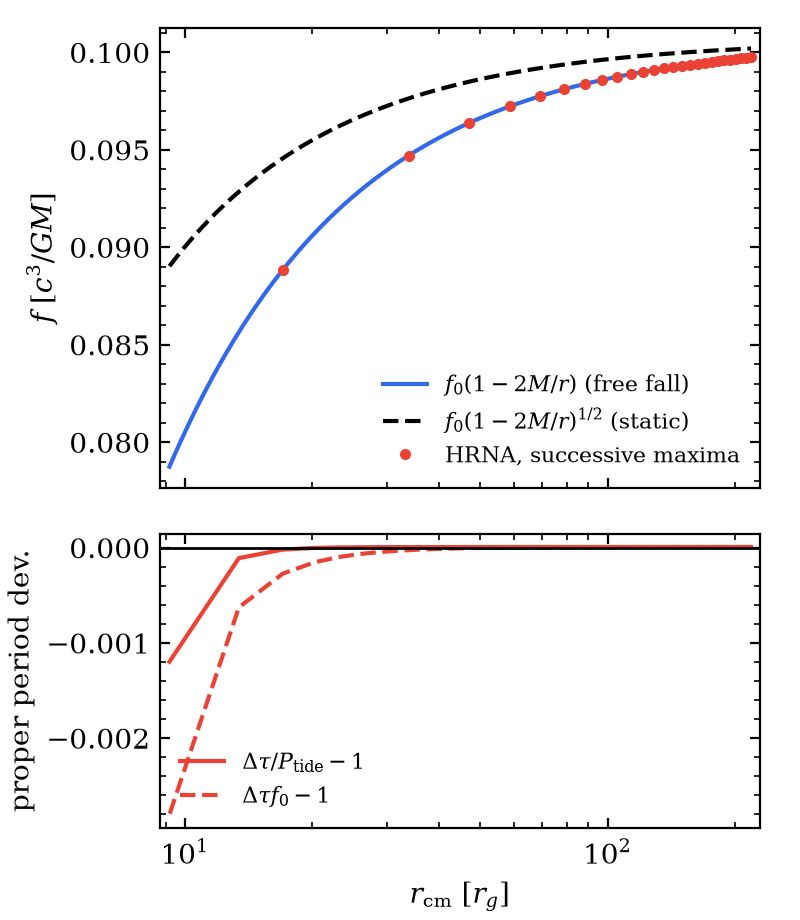 0.100
0.095
0.090
0.085
0.080
f [c³/GM]
f₀(1 − 2M/r) (free fall)
f₀(1 − 2M/r)^{1/2} (static)
HRNA, successive maxima
0.000
−0.001
−0.002
proper period dev.
Δτ/P_tide − 1
Δτf₀ − 1
10¹ 10²
r_cm [r_g]